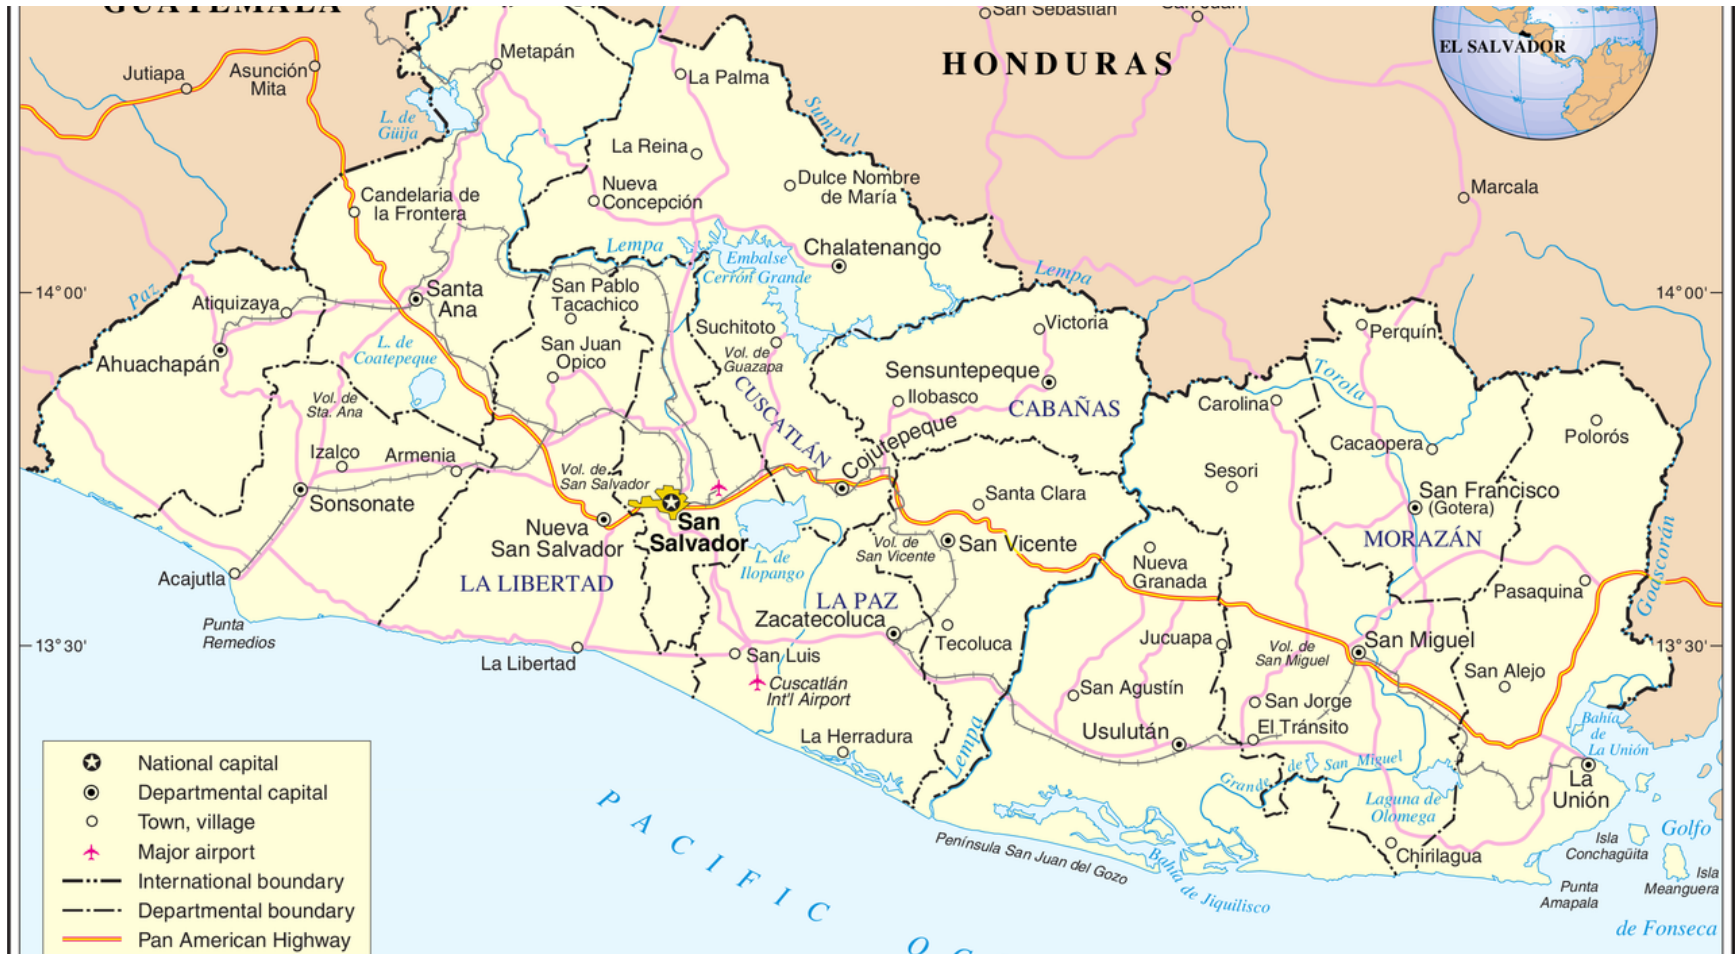 GUATEMALA
San Sebastián
San Juan
HONDURAS
EL SALVADOR
Metapán
Jutiapa
Asunción
Mita
La Palma
L. de
Güija
Sumpul
La Reina
Candelaria de
la Frontera
Nueva
Concepción
Dulce Nombre
de María
Marcala
Lempa
Embalse
Cerrón Grande
Chalatenango
Lempa
Paz
14°00'
14°00'
Atiquizaya
Santa
Ana
San Pablo
Tacachico
Suchitoto
Victoria
Perquín
Ahuachapán
L. de
Coatepeque
San Juan
Opico
Vol. de
Guazapa
Sensuntepeque
Torola
Vol. de
Sta. Ana
CUSCATLÁN
Ilobasco
CABAÑAS
Carolina
Cojutepeque
Polorós
Izalco
Armenia
Vol. de
San Salvador
Cacaopera
Sesori
Sonsonate
Santa Clara
San Francisco
(Gotera)
Nueva
San Salvador
San
Salvador
L. de
Ilopango
Vol. de
San Vicente
San Vicente
MORAZÁN
Goascorán
Nueva
Granada
Acajutla
LA LIBERTAD
LA PAZ
Pasaquina
Punta
Remedios
Zacatecoluca
Tecoluca
Jucuapa
Vol. de
San Miguel
San Miguel
13°30'
13°30'
La Libertad
San Luis
Cuscatlán
Int'l Airport
San Agustín
San Jorge
San Alejo
El Tránsito
Usulután
La Herradura
Lempa
Bahía
de
La Unión
Grande de San Miguel
La
Unión
Laguna de
Olomega
Golfo
de Fonseca
Isla
Conchagüita
Isla
Meanguera
Punta
Amapala
Chirilagua
Península San Juan del Gozo
Bahía de Jiquilisco
PACIFIC
OC
National capital
Departmental capital
Town, village
Major airport
International boundary
Departmental boundary
Pan American Highway